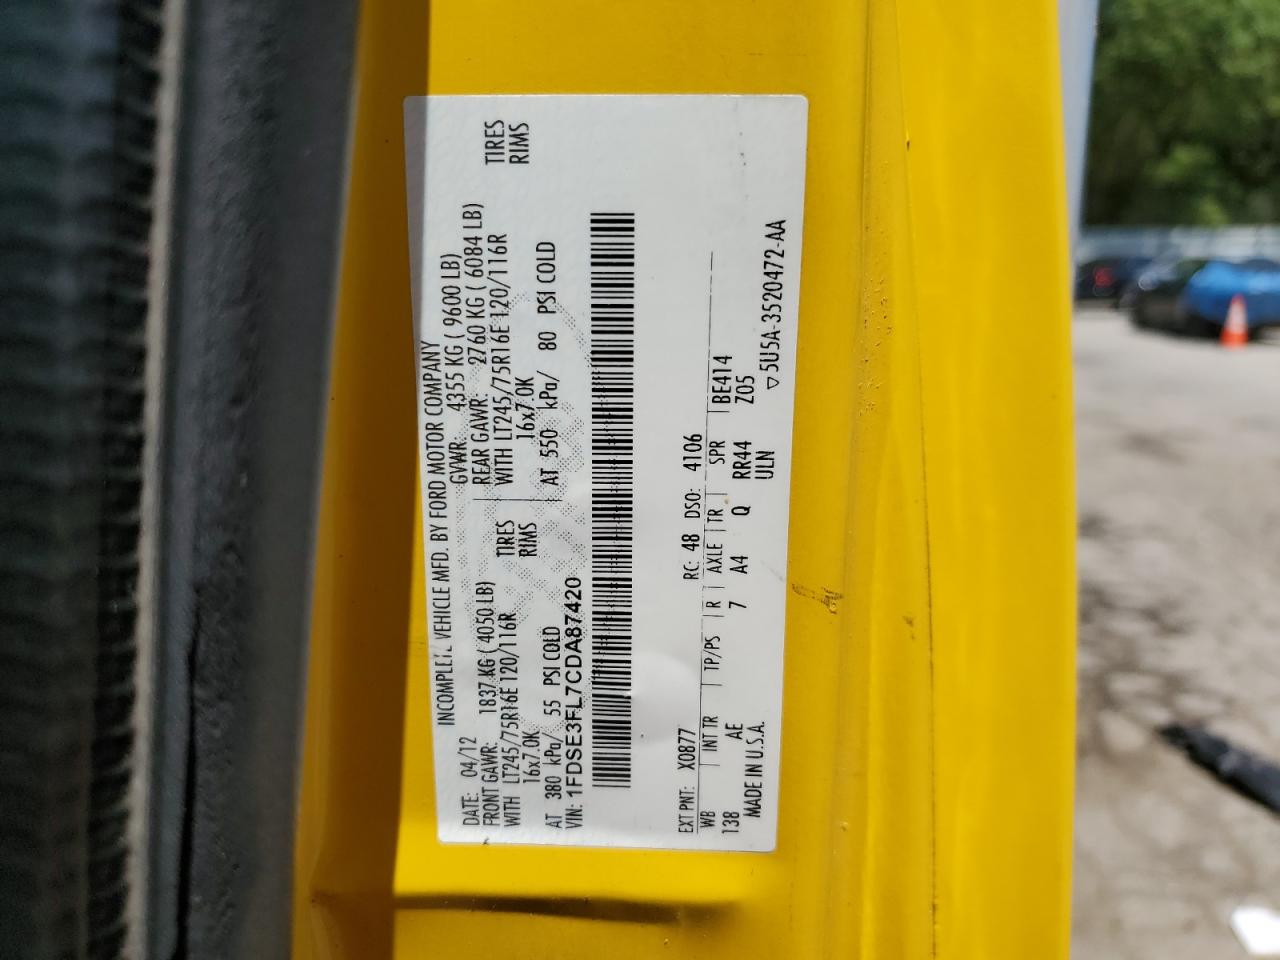 INCOMPLETE VEHICLE MFD. BY FORD MOTOR COMPANY
DATE: 04/12 GVWR: 4355 KG ( 9600 LB)
FRONT GAWR: 1837 KG ( 4050 LB) REAR GAWR: 2760 KG ( 6084 LB)
WITH LT245/75R16E 120/116R TIRES WITH LT245/75R16E 120/116R TIRES
16x7.0K RIMS 16x7.0K RIMS
AT 380 kPa/ 55 PSI COLD AT 550 kPa/ 80 PSI COLD
VIN: 1FDSE3FL7CDA87420
EXT PNT: X0877 RC: 48 DSO: 4106
WB INT TR TP/PS R AXLE TR SPR BE414
138 AE 7 A4 Q RR44 Z05
MADE IN U.S.A. ULN
▽5U5A-3520472-AA